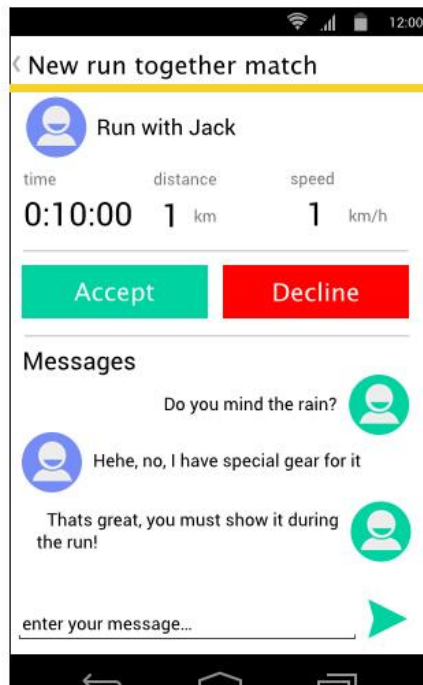 12:00
New run together match
Run with Jack
time distance speed
0:10:00 1 km 1 km/h
Accept Decline
Messages
Do you mind the rain?
Hehe, no, I have special gear for it
Thats great, you must show it during
the run!
enter your message...